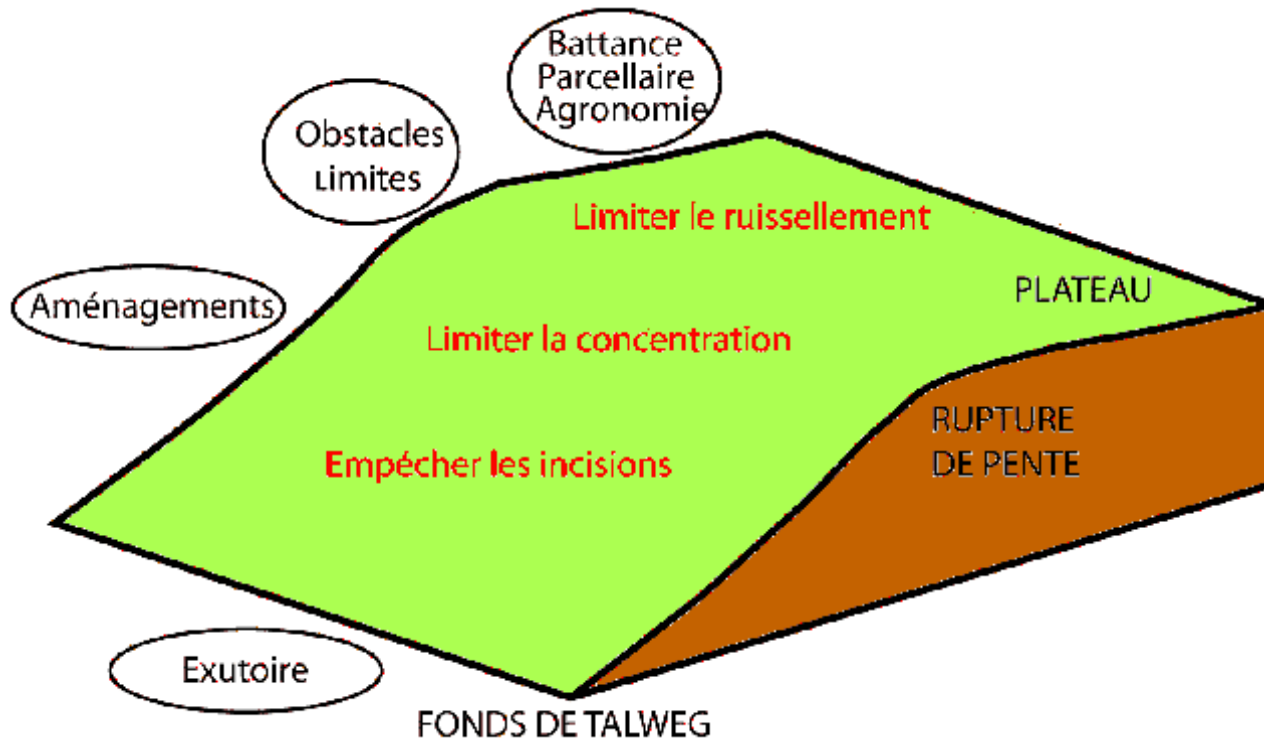 Battance
Parcellaire
Agronomie
Obstacles
Limites
Limiter le ruissellement
PLATEAU
Aménagements
Limiter la concentration
RUPTURE
DE PENTE
Empécher les incisions
Exutoire
FONDS DE TALWEG